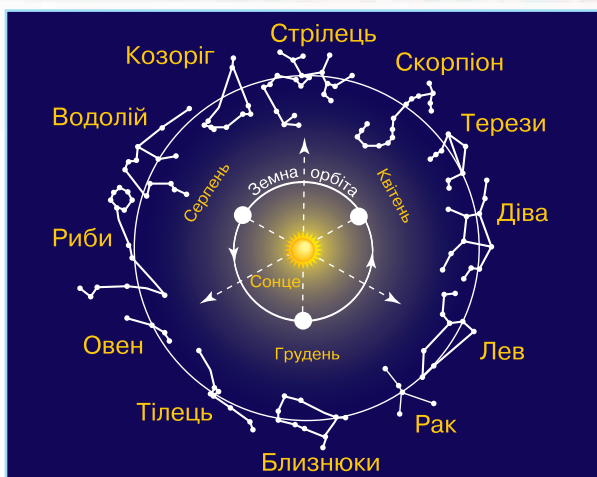 Стрілець
Козоріг
Скорпіон
Водолій
Терези
Серпень
Земна орбіта
Квітень
Діва
Риби
Сонце
Овен
Грудень
Лев
Тілець
Рак
Близнюки